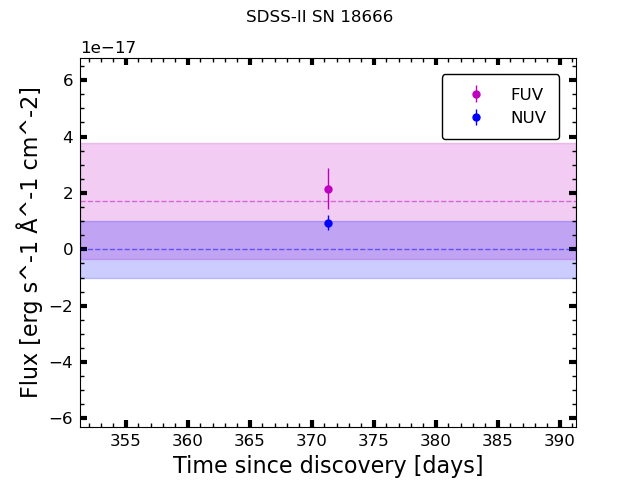 SDSS-II SN 18666
1e−17
6
4
2
0
−2
−4
−6
Flux [erg s^-1 Å^-1 cm^-2]
FUV
NUV
355 360 365 370 375 380 385 390
Time since discovery [days]